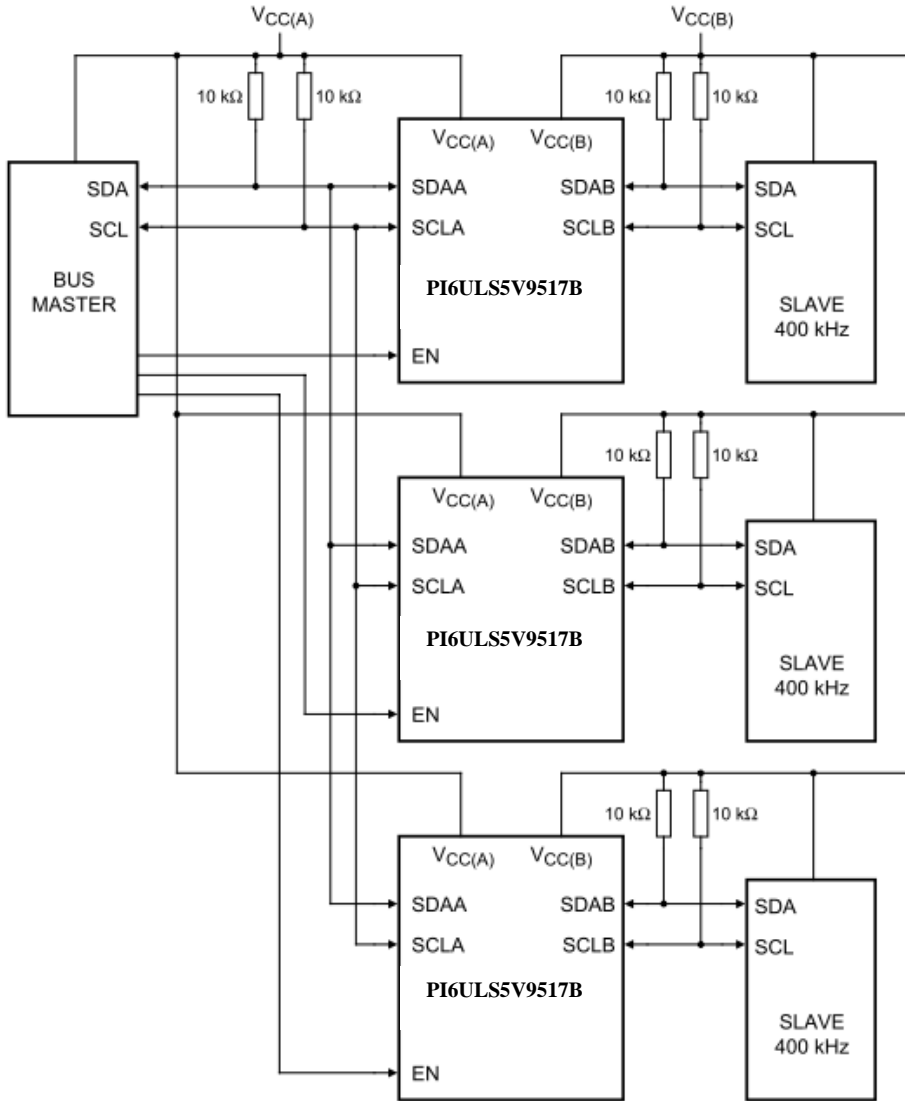 VCC(A) VCC(B)
10 kΩ 10 kΩ 10 kΩ 10 kΩ
VCC(A) VCC(B)
SDA SDAA SDAB SDA
SCL SCLA SCLB SCL
BUS
MASTER
PI6ULS5V9517B
SLAVE
400 kHz
EN
10 kΩ 10 kΩ
VCC(A) VCC(B)
SDAA SDAB SDA
SCLA SCLB SCL
PI6ULS5V9517B
SLAVE
400 kHz
EN
10 kΩ 10 kΩ
VCC(A) VCC(B)
SDAA SDAB SDA
SCLA SCLB SCL
PI6ULS5V9517B
SLAVE
400 kHz
EN